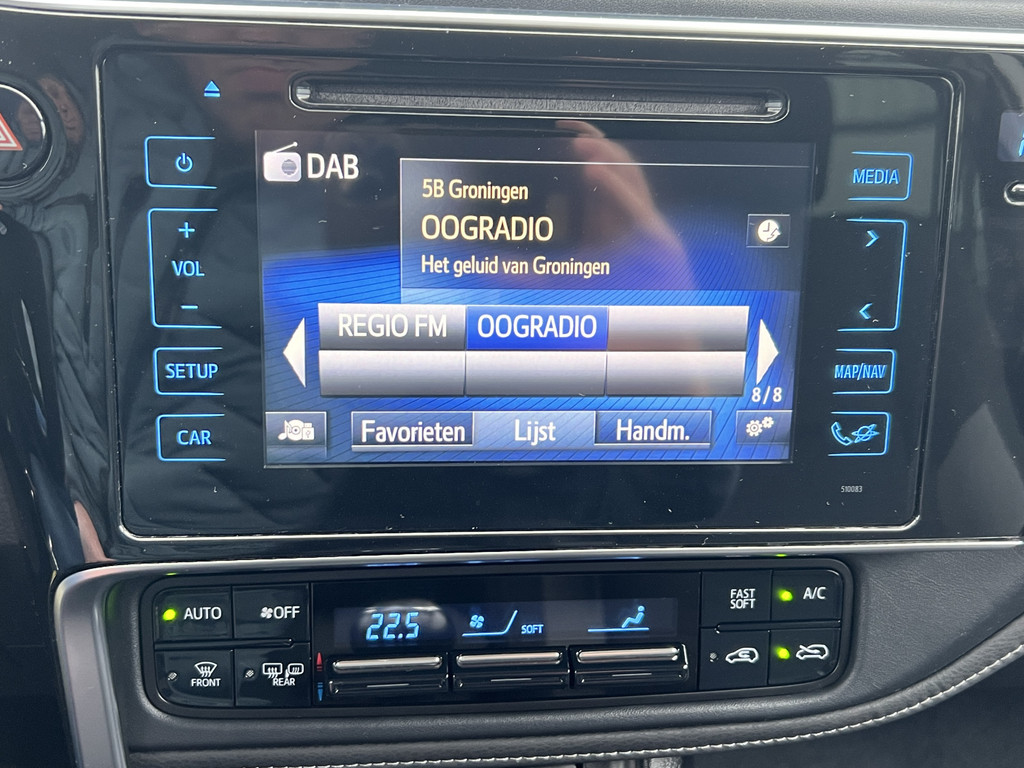 DAB
5B Groningen
OOGRADIO
Het geluid van Groningen
REGIO FM OOGRADIO
8/8
Favorieten Lijst Handm.
+
VOL
-
SETUP
CAR
MEDIA
>
<
MAP/NAV
510083
AUTO
OFF
FRONT
REAR
22.5
SOFT
FAST
SOFT
A/C